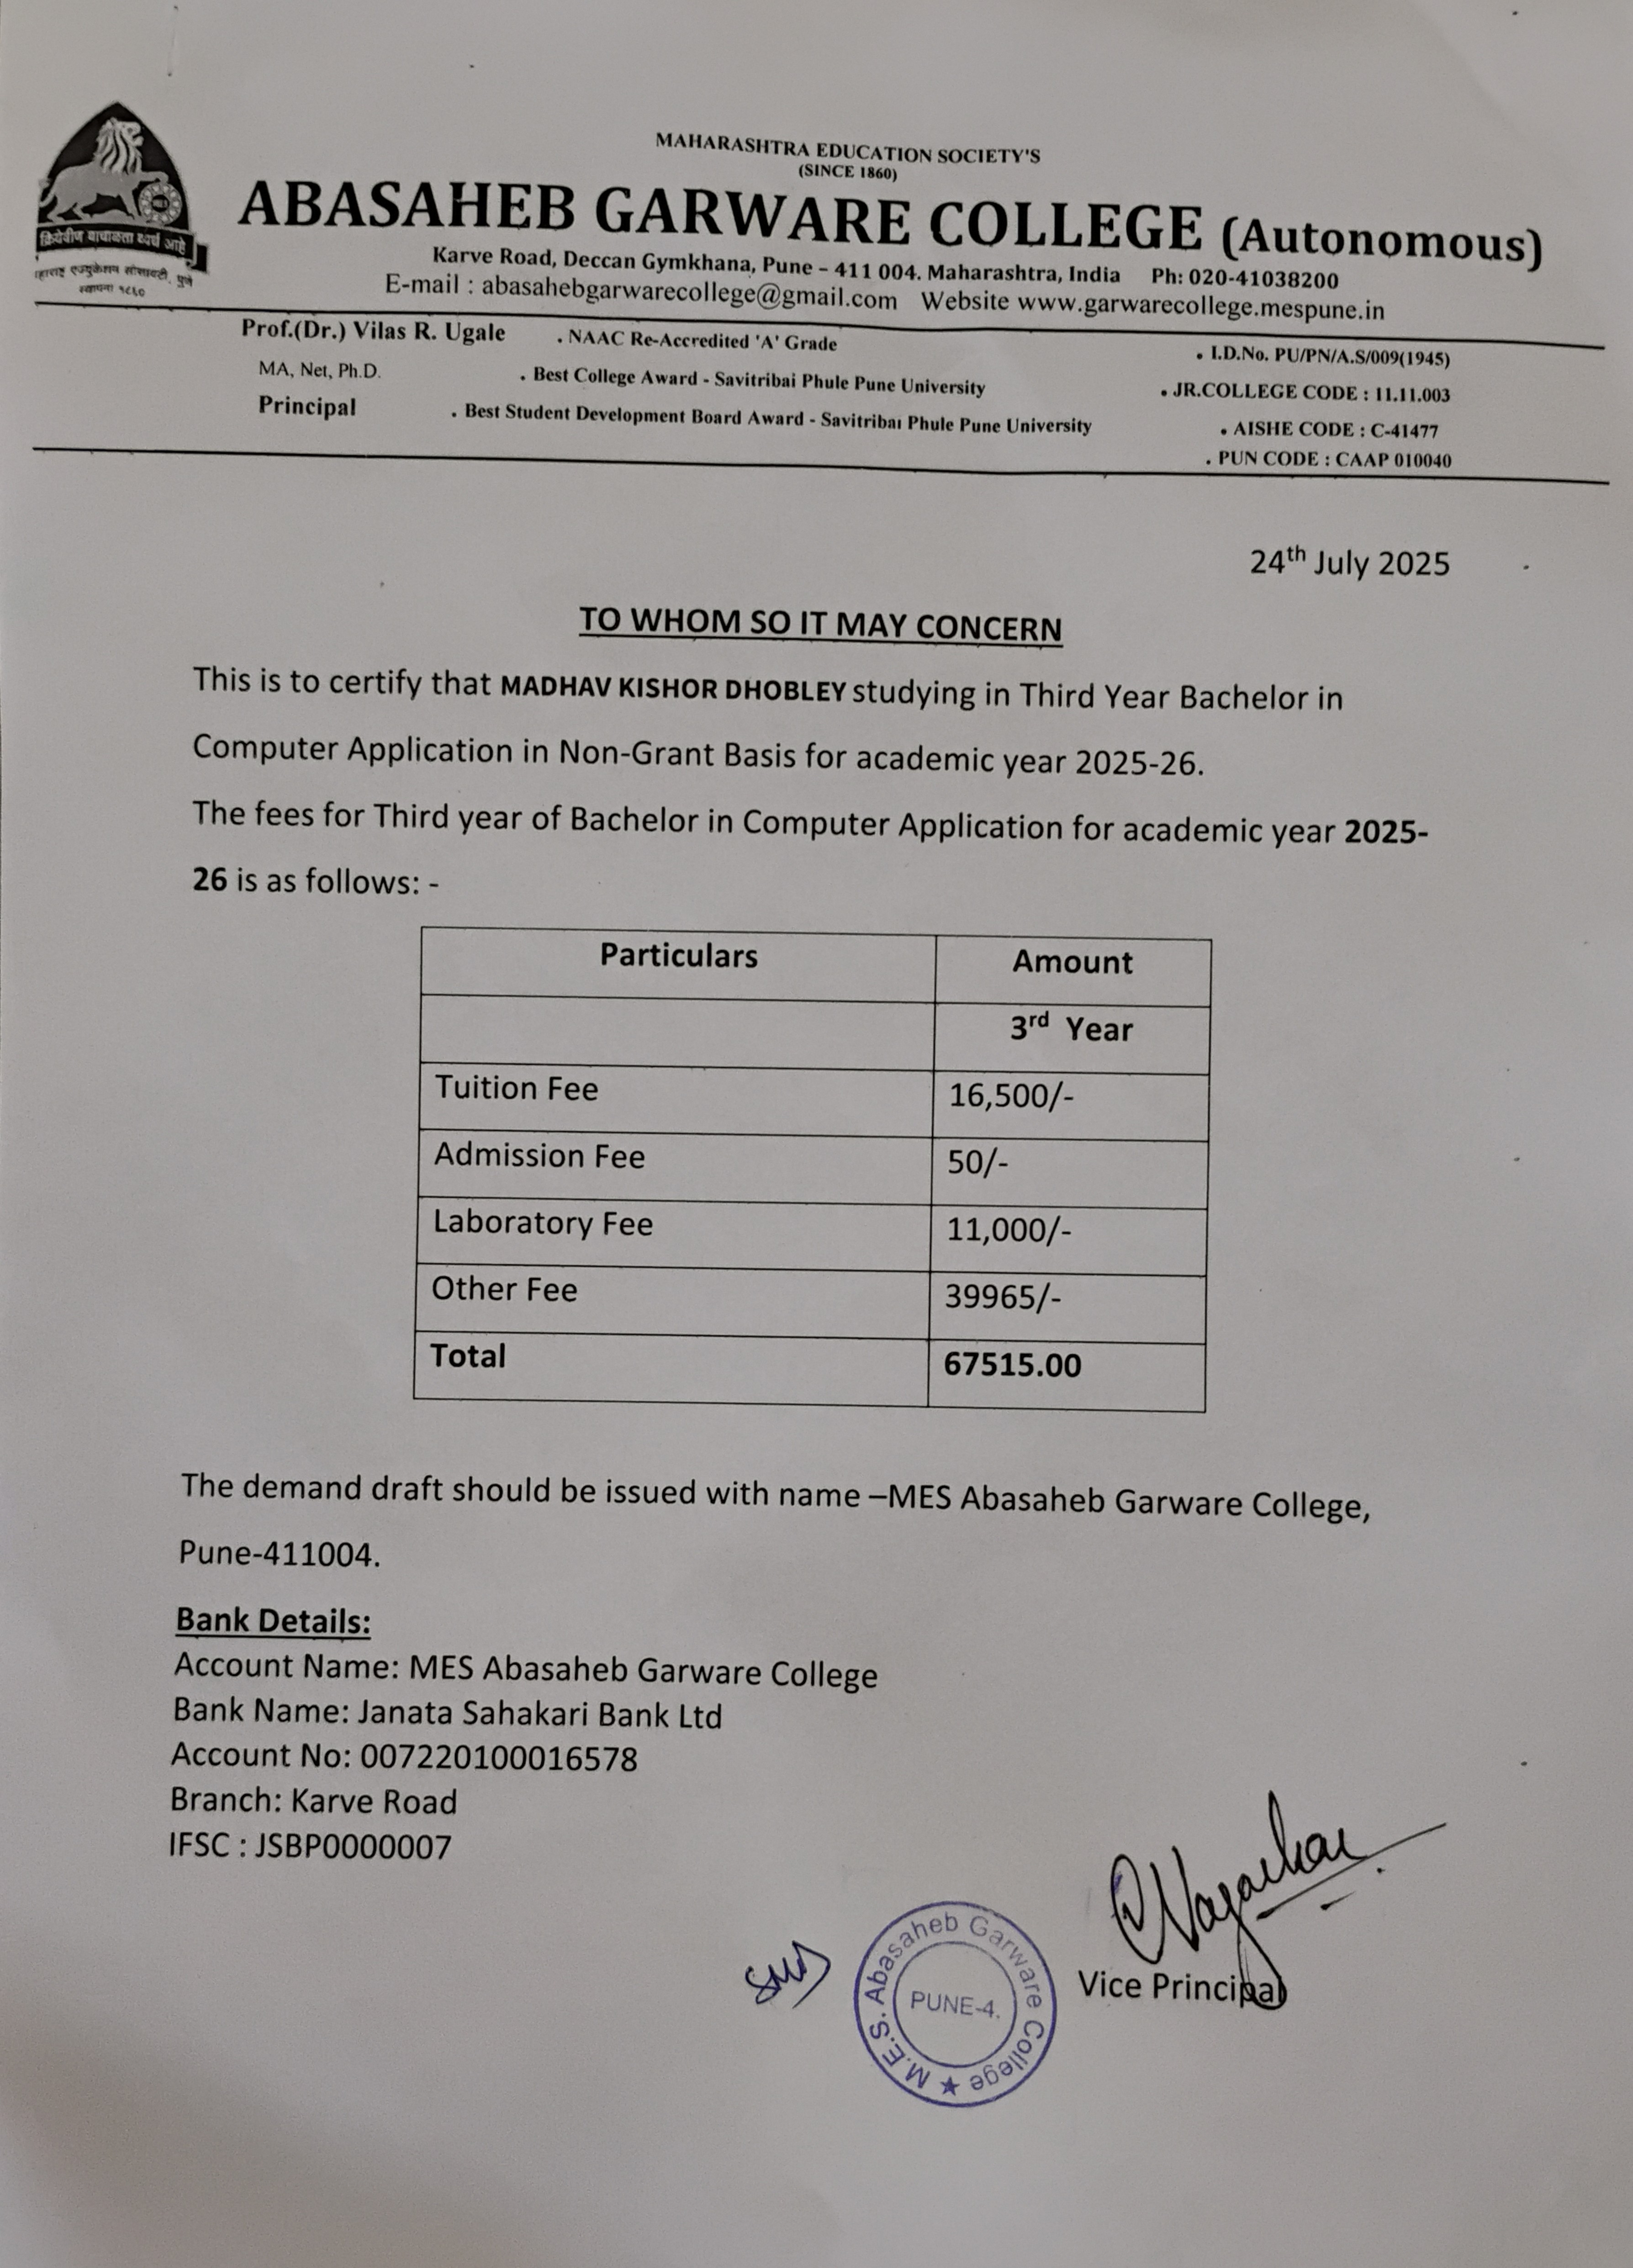 क्रियेवीण वाचाळता व्यर्थ आहे
महाराष्ट्र एज्युकेशन सोसायटी, पुणे
स्थापना १८६०
MAHARASHTRA EDUCATION SOCIETY'S
(SINCE 1860)
ABASAHEB GARWARE COLLEGE (Autonomous)
Karve Road, Deccan Gymkhana, Pune – 411 004. Maharashtra, India Ph: 020-41038200
E-mail : abasahebgarwarecollege@gmail.com Website www.garwarecollege.mespune.in
Prof.(Dr.) Vilas R. Ugale . NAAC Re-Accredited 'A' Grade • I.D.No. PU/PN/A.S/009(1945)
MA, Net, Ph.D. . Best College Award - Savitribai Phule Pune University • JR.COLLEGE CODE : 11.11.003
Principal . Best Student Development Board Award - Savitribai Phule Pune University • AISHE CODE : C-41477
. PUN CODE : CAAP 010040
24th July 2025
TO WHOM SO IT MAY CONCERN
This is to certify that MADHAV KISHOR DHOBLEY studying in Third Year Bachelor in
Computer Application in Non-Grant Basis for academic year 2025-26.
The fees for Third year of Bachelor in Computer Application for academic year 2025-
26 is as follows: -
Particulars Amount
3rd Year
Tuition Fee 16,500/-
Admission Fee 50/-
Laboratory Fee 11,000/-
Other Fee 39965/-
Total 67515.00
The demand draft should be issued with name –MES Abasaheb Garware College,
Pune-411004.
Bank Details:
Account Name: MES Abasaheb Garware College
Bank Name: Janata Sahakari Bank Ltd
Account No: 007220100016578
Branch: Karve Road
IFSC : JSBP0000007
M.E.S. Abasaheb Garware College ★
PUNE-4.
Vice Principal